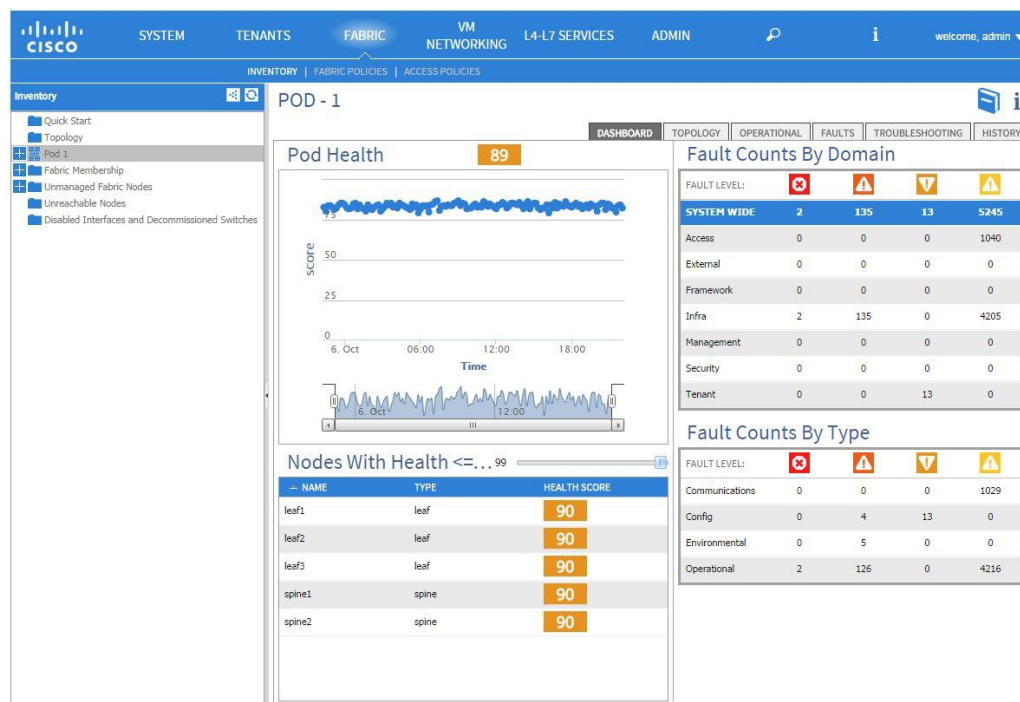 CISCO SYSTEM TENANTS FABRIC VM NETWORKING L4-L7 SERVICES ADMIN i welcome, admin
INVENTORY | FABRIC POLICIES | ACCESS POLICIES
Inventory
Quick Start
Topology
Pod 1
Fabric Membership
Unmanaged Fabric Nodes
Unreachable Nodes
Disabled Interfaces and Decommissioned Switches
POD - 1
i
DASHBOARD TOPOLOGY OPERATIONAL FAULTS TROUBLESHOOTING HISTORY
Pod Health 89
score
75
50
25
0
6. Oct 06:00 12:00 18:00
Time
6. Oct 12:00
Nodes With Health <=... 99
NAME TYPE HEALTH SCORE
leaf1 leaf 90
leaf2 leaf 90
leaf3 leaf 90
spine1 spine 90
spine2 spine 90
Fault Counts By Domain
FAULT LEVEL:
SYSTEM WIDE 2 135 13 5245
Access 0 0 0 1040
External 0 0 0 0
Framework 0 0 0 0
Infra 2 135 0 4205
Management 0 0 0 0
Security 0 0 0 0
Tenant 0 0 13 0
Fault Counts By Type
FAULT LEVEL:
Communications 0 0 0 1029
Config 0 4 13 0
Environmental 0 5 0 0
Operational 2 126 0 4216